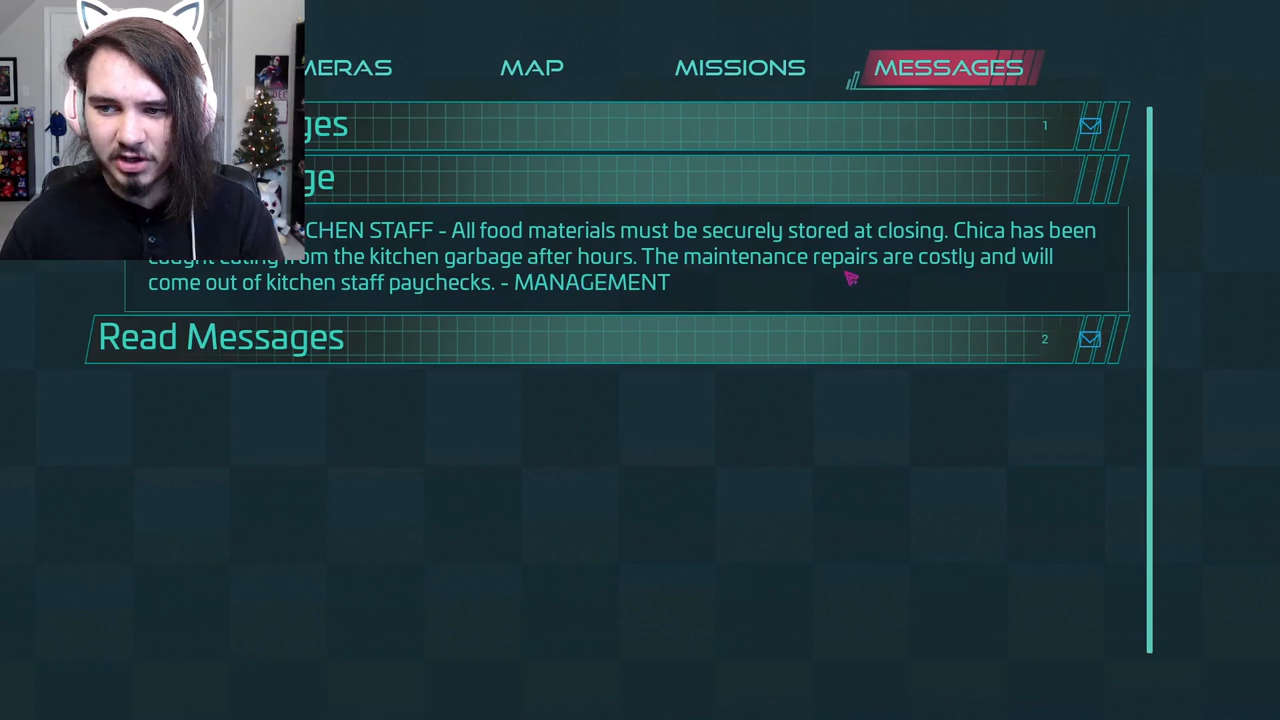 MERAS MAP MISSIONS MESSAGES
ges 1
ge
CHEN STAFF - All food materials must be securely stored at closing. Chica has been
from the kitchen garbage after hours. The maintenance repairs are costly and will
come out of kitchen staff paychecks. - MANAGEMENT
Read Messages 2